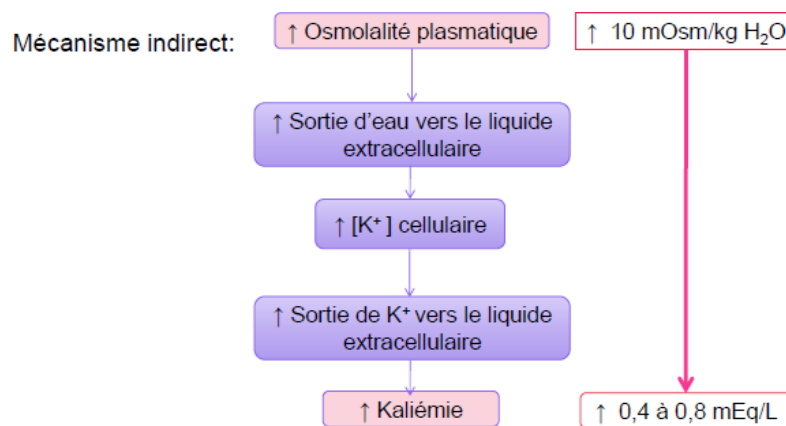 Mécanisme indirect:
↑ Osmolalité plasmatique
↑ 10 mOsm/kg H₂O
↑ Sortie d'eau vers le liquide
extracellulaire
↑ [K⁺] cellulaire
↑ Sortie de K⁺ vers le liquide
extracellulaire
↑ Kaliémie
↑ 0,4 à 0,8 mEq/L